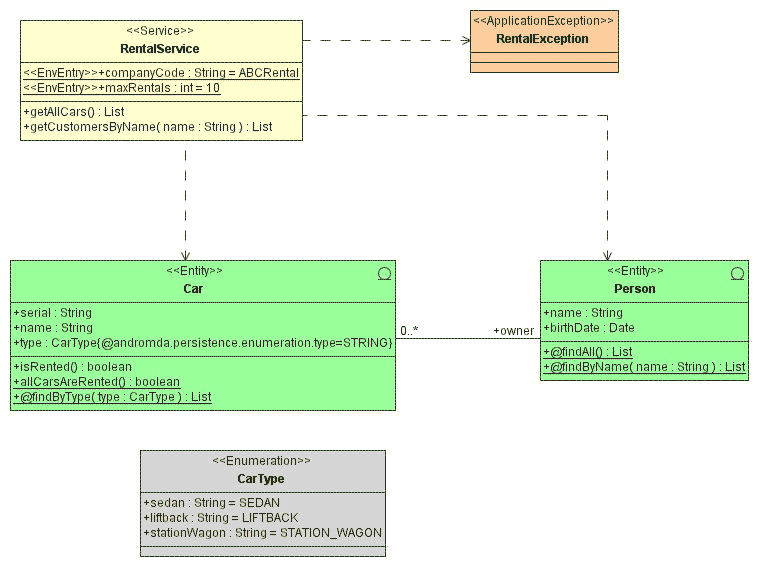 <<Service>>
RentalService
<<EnvEntry>>+companyCode : String = ABCRental
<<EnvEntry>>+maxRentals : int = 10
+getAllCars() : List
+getCustomersByName( name : String ) : List
<<ApplicationException>>
RentalException
<<Entity>>
Car
+serial : String
+name : String
+type : CarType{@andromda.persistence.enumeration.type=STRING}
+isRented() : boolean
+allCarsAreRented() : boolean
+@findByType( type : CarType ) : List
0..*
+owner
<<Entity>>
Person
+name : String
+birthDate : Date
+@findAll() : List
+@findByName( name : String ) : List
<<Enumeration>>
CarType
+sedan : String = SEDAN
+liftback : String = LIFTBACK
+stationWagon : String = STATION_WAGON